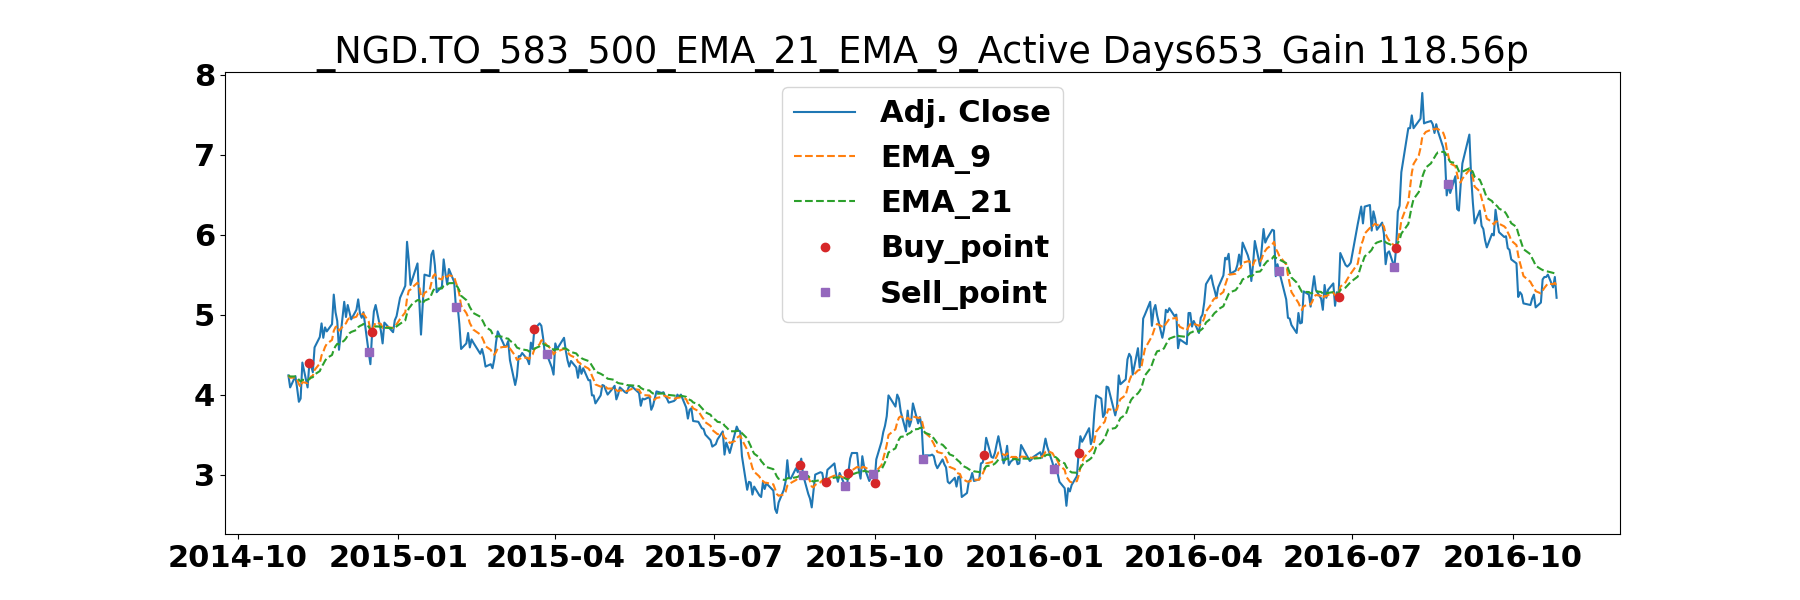 _NGD.TO_583_500_EMA_21_EMA_9_Active Days653_Gain 118.56p
8
7
6
5
4
3
Adj. Close
EMA_9
EMA_21
Buy_point
Sell_point
2014-10 2015-01 2015-04 2015-07 2015-10 2016-01 2016-04 2016-07 2016-10